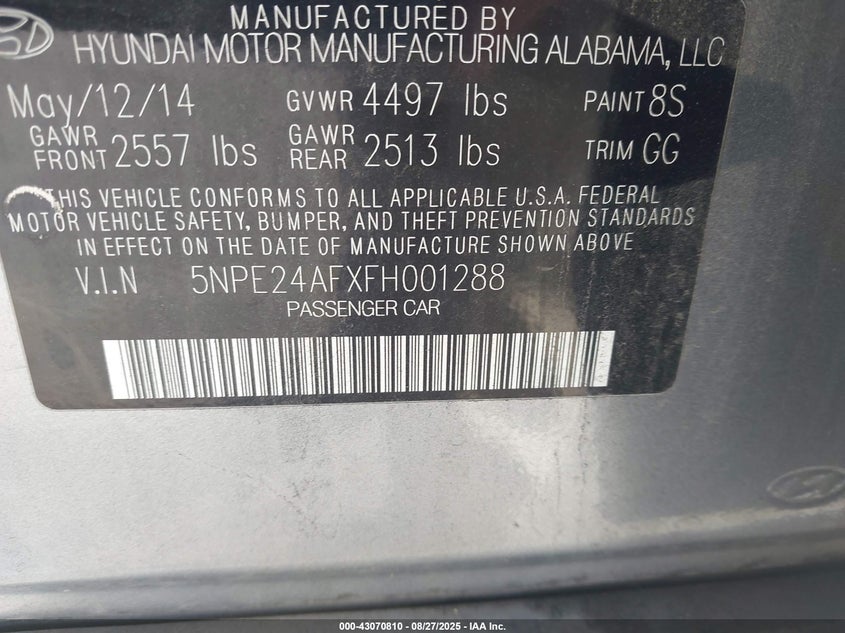 MANUFACTURED BY
HYUNDAI MOTOR MANUFACTURING ALABAMA, LLC
May/12/14 GVWR 4497 lbs PAINT 8S
GAWR FRONT 2557 lbs GAWR REAR 2513 lbs TRIM GG
THIS VEHICLE CONFORMS TO ALL APPLICABLE U.S.A. FEDERAL
MOTOR VEHICLE SAFETY, BUMPER, AND THEFT PREVENTION STANDARDS
IN EFFECT ON THE DATE OF MANUFACTURE SHOWN ABOVE
V.I.N 5NPE24AFXFH001288
PASSENGER CAR
000-43070810 - 08/27/2025 - IAA Inc.